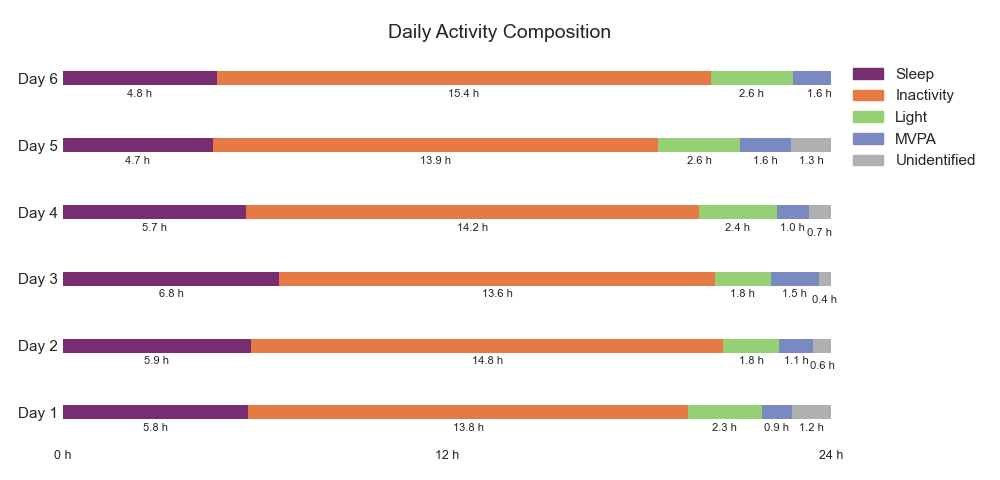 Daily Activity Composition
Day 6
4.8 h 15.4 h 2.6 h 1.6 h
Day 5
4.7 h 13.9 h 2.6 h 1.6 h 1.3 h
Day 4
5.7 h 14.2 h 2.4 h 1.0 h 0.7 h
Day 3
6.8 h 13.6 h 1.8 h 1.5 h 0.4 h
Day 2
5.9 h 14.8 h 1.8 h 1.1 h 0.6 h
Day 1
5.8 h 13.8 h 2.3 h 0.9 h 1.2 h
0 h 12 h 24 h
Sleep
Inactivity
Light
MVPA
Unidentified